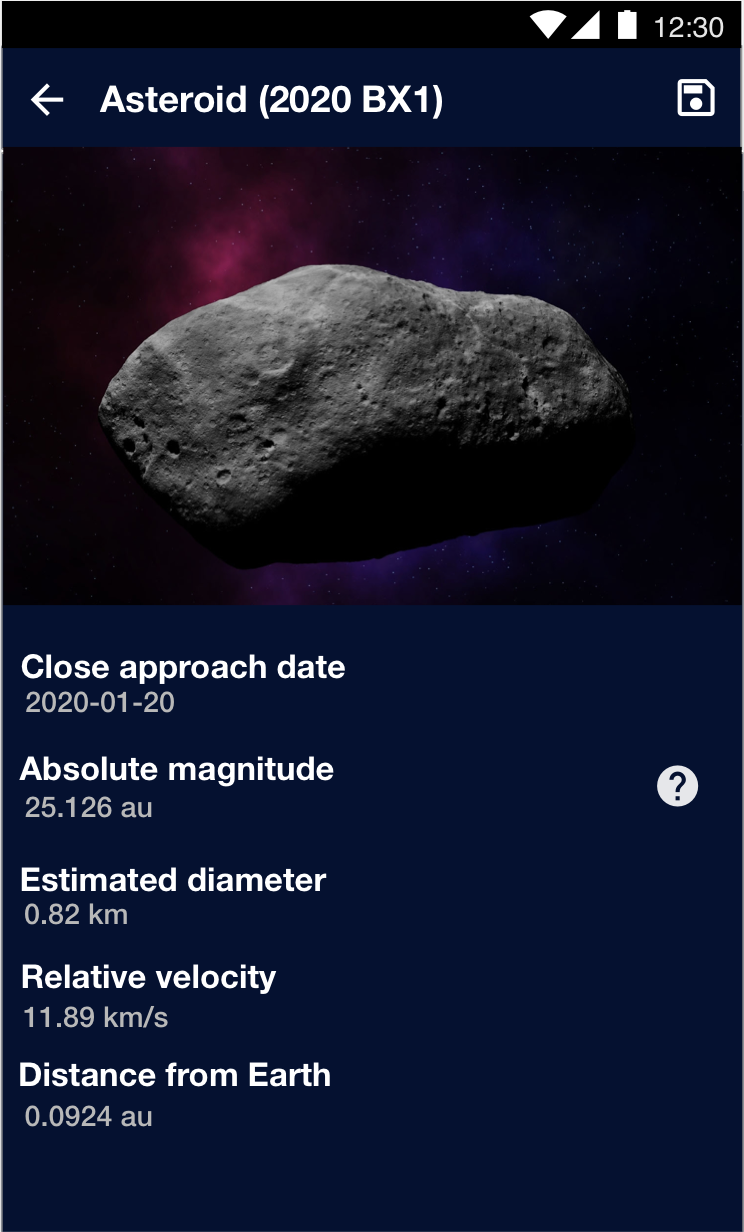 12:30
Asteroid (2020 BX1)
Close approach date
2020-01-20
Absolute magnitude
25.126 au
?
Estimated diameter
0.82 km
Relative velocity
11.89 km/s
Distance from Earth
0.0924 au